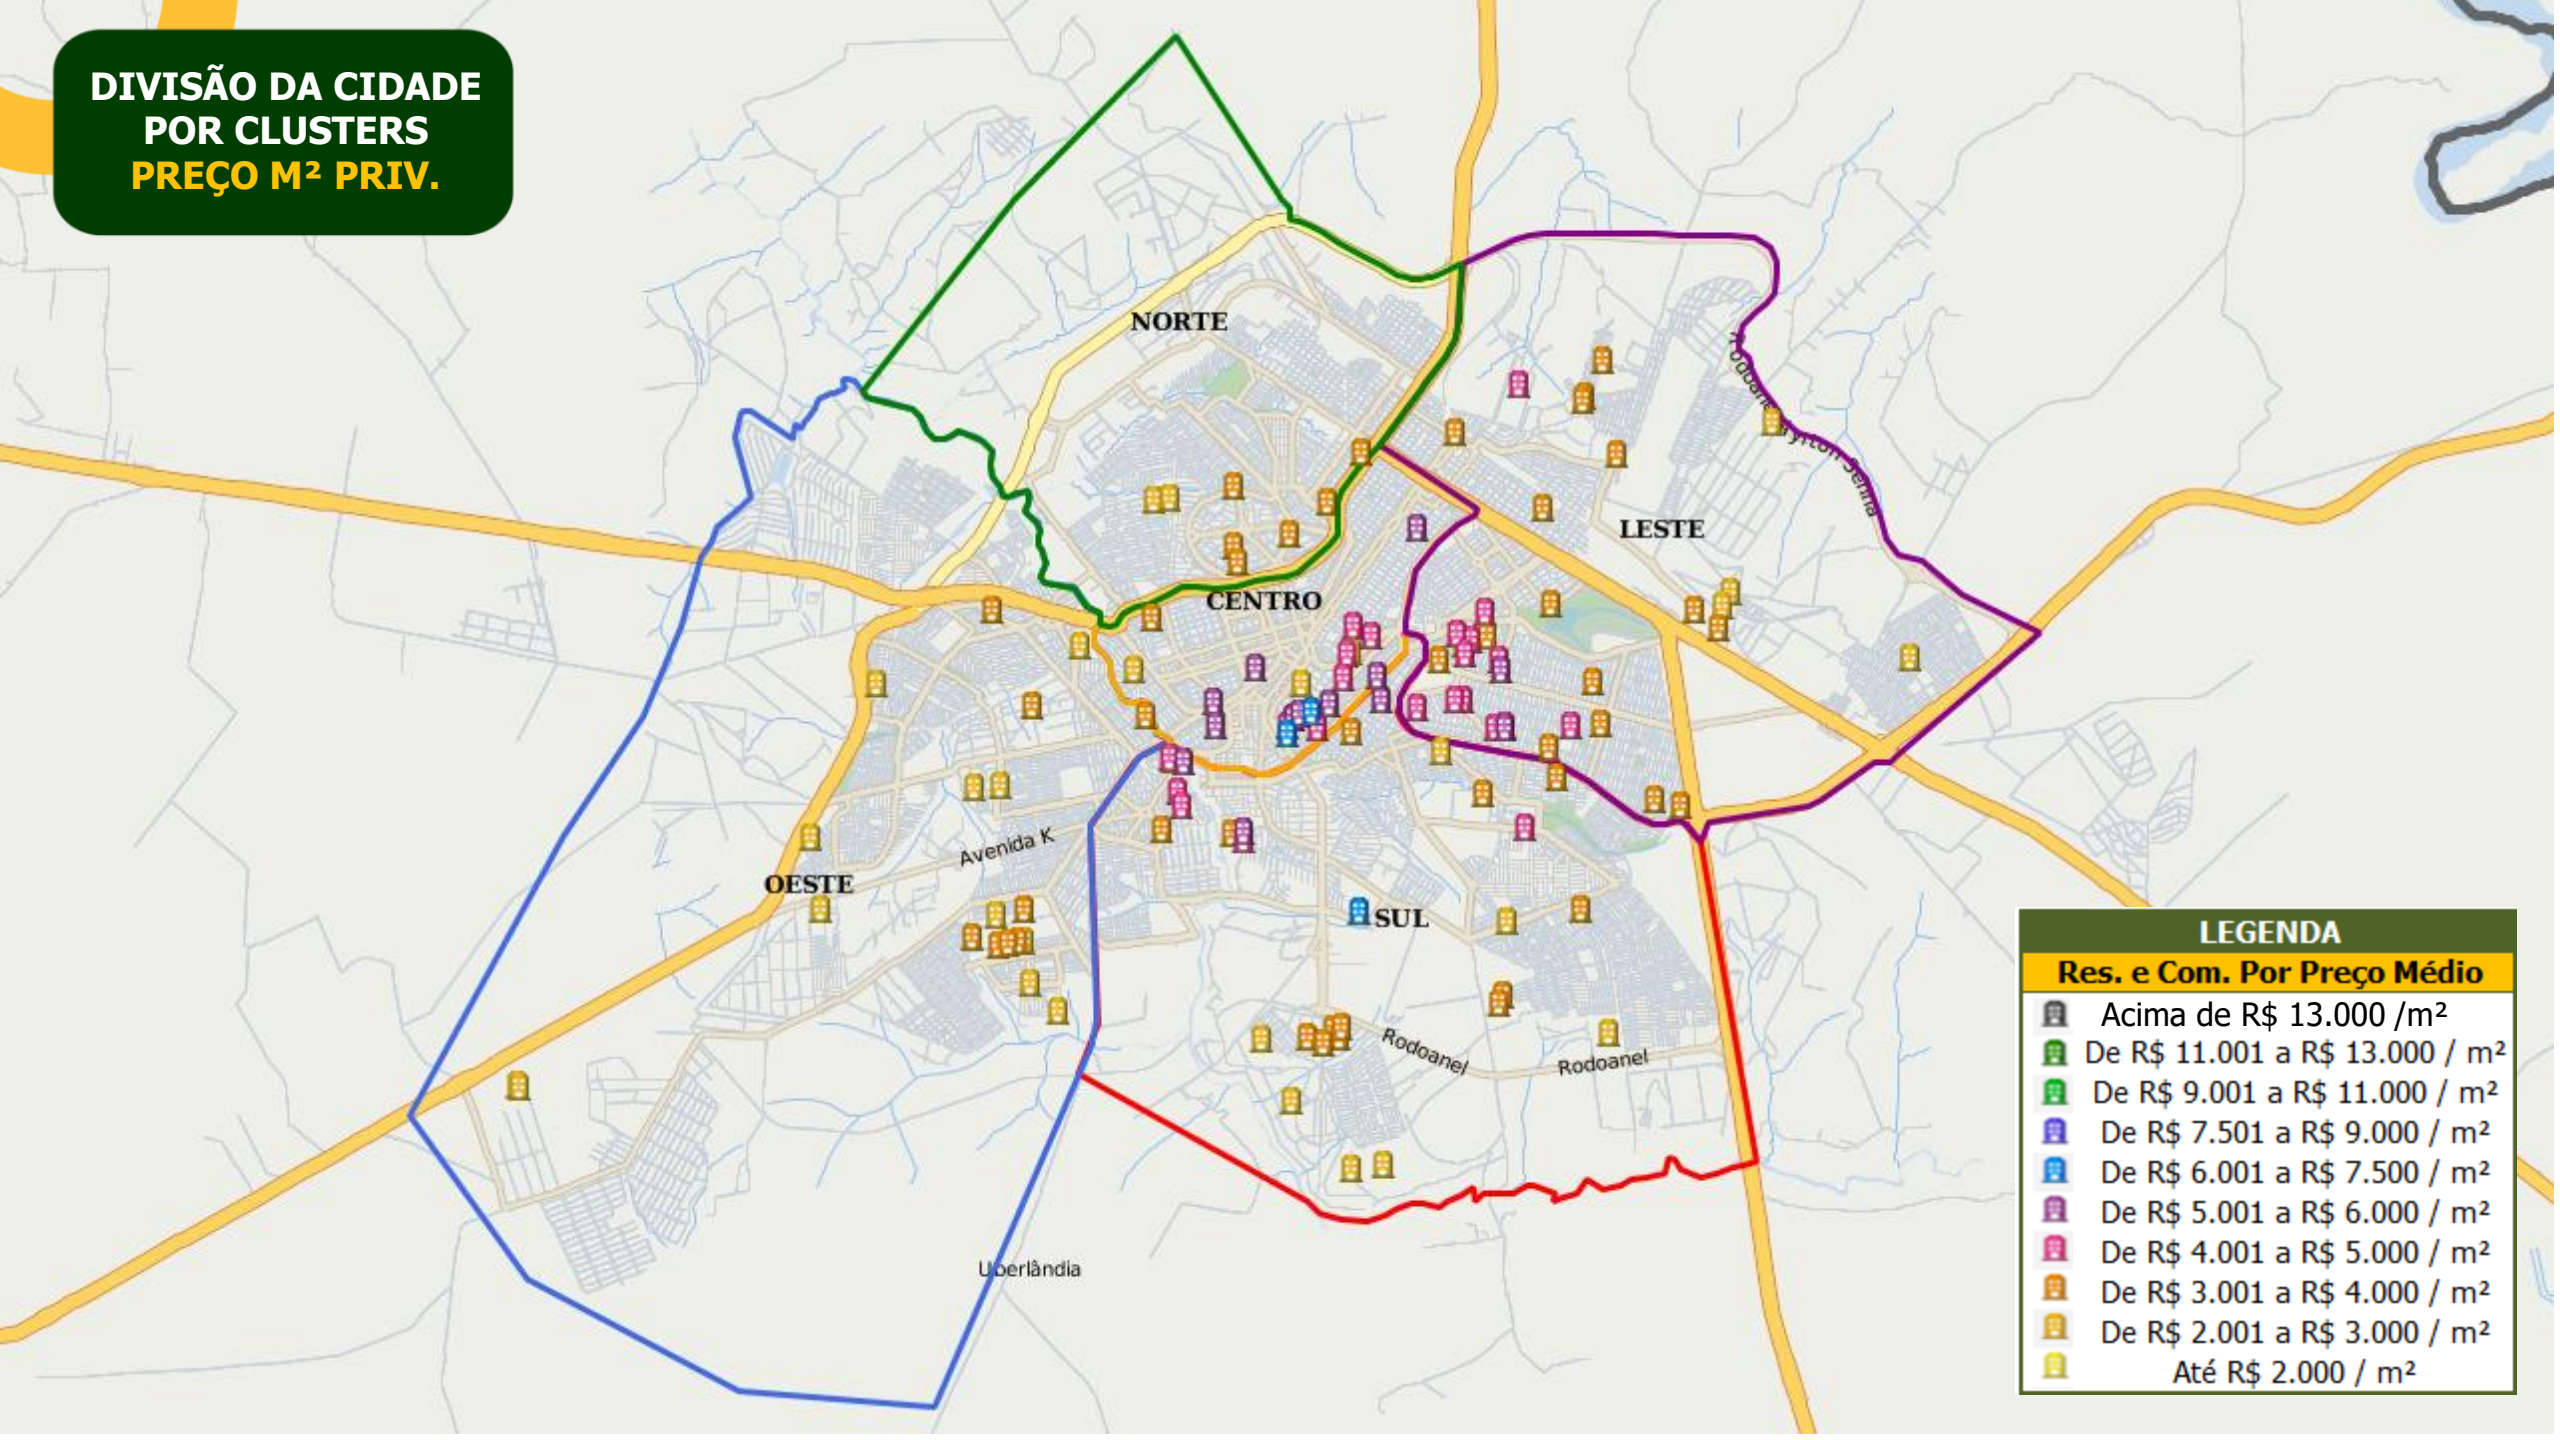 DIVISÃO DA CIDADE
POR CLUSTERS
PREÇO M² PRIV.
NORTE
Rodoanel Ayrton Senna
LESTE
CENTRO
Avenida K
OESTE
SUL
Rodoanel
Rodoanel
Uberlândia
LEGENDA
Res. e Com. Por Preço Médio
Acima de R$ 13.000 /m²
De R$ 11.001 a R$ 13.000 / m²
De R$ 9.001 a R$ 11.000 / m²
De R$ 7.501 a R$ 9.000 / m²
De R$ 6.001 a R$ 7.500 / m²
De R$ 5.001 a R$ 6.000 / m²
De R$ 4.001 a R$ 5.000 / m²
De R$ 3.001 a R$ 4.000 / m²
De R$ 2.001 a R$ 3.000 / m²
Até R$ 2.000 / m²